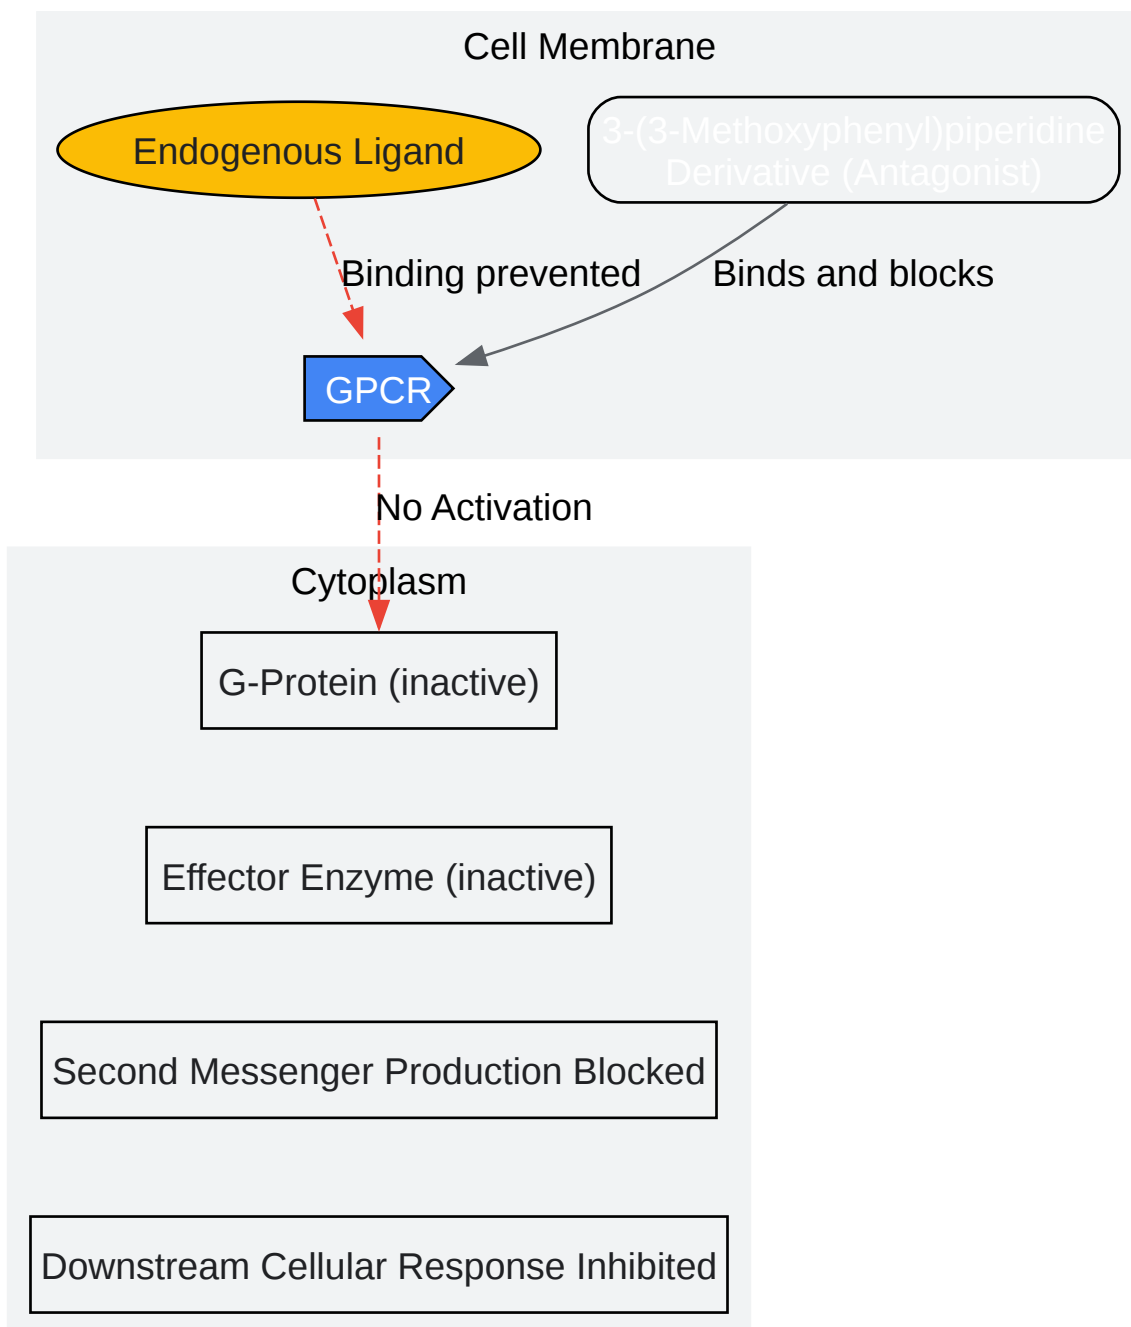 Cell Membrane
Endogenous Ligand
3-(3-Methoxyphenyl)piperidine
Derivative (Antagonist)
Binding prevented
Binds and blocks
GPCR
No Activation
Cytoplasm
G-Protein (inactive)
Effector Enzyme (inactive)
Second Messenger Production Blocked
Downstream Cellular Response Inhibited